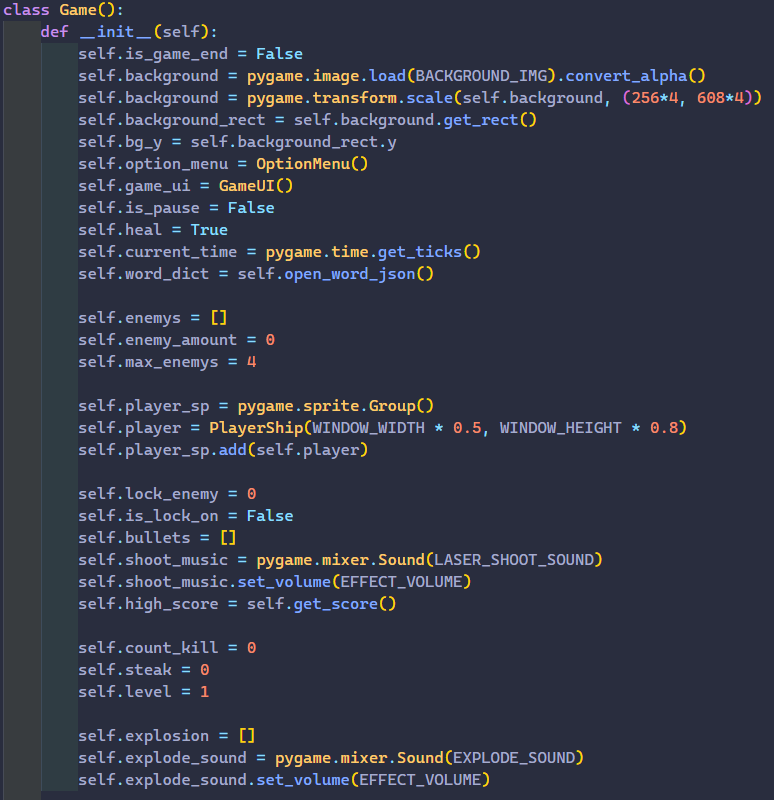 class Game():
    def __init__(self):
        self.is_game_end = False
        self.background = pygame.image.load(BACKGROUND_IMG).convert_alpha()
        self.background = pygame.transform.scale(self.background, (256*4, 608*4))
        self.background_rect = self.background.get_rect()
        self.bg_y = self.background_rect.y
        self.option_menu = OptionMenu()
        self.game_ui = GameUI()
        self.is_pause = False
        self.heal = True
        self.current_time = pygame.time.get_ticks()
        self.word_dict = self.open_word_json()

        self.enemys = []
        self.enemy_amount = 0
        self.max_enemys = 4

        self.player_sp = pygame.sprite.Group()
        self.player = PlayerShip(WINDOW_WIDTH * 0.5, WINDOW_HEIGHT * 0.8)
        self.player_sp.add(self.player)

        self.lock_enemy = 0
        self.is_lock_on = False
        self.bullets = []
        self.shoot_music = pygame.mixer.Sound(LASER_SHOOT_SOUND)
        self.shoot_music.set_volume(EFFECT_VOLUME)
        self.high_score = self.get_score()

        self.count_kill = 0
        self.steak = 0
        self.level = 1

        self.explosion = []
        self.explode_sound = pygame.mixer.Sound(EXPLODE_SOUND)
        self.explode_sound.set_volume(EFFECT_VOLUME)